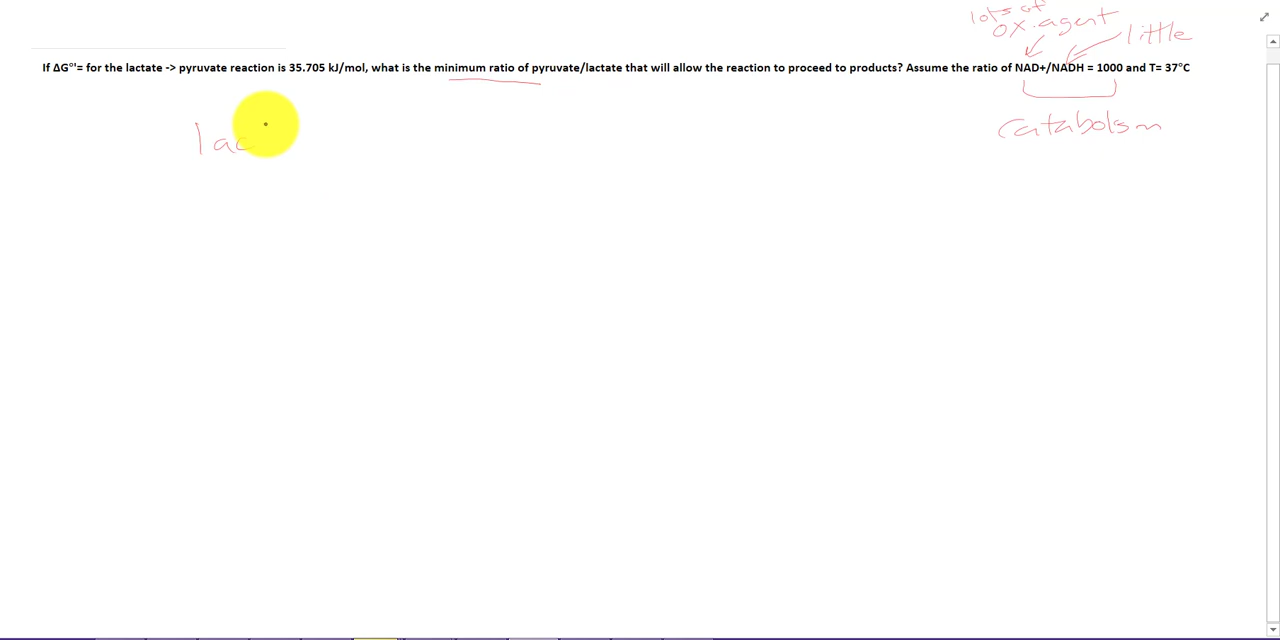 lots of
ox.agent
little
If ΔG°'= for the lactate -> pyruvate reaction is 35.705 kJ/mol, what is the minimum ratio of pyruvate/lactate that will allow the reaction to proceed to products? Assume the ratio of NAD+/NADH = 1000 and T= 37°C
catabolsm
lac